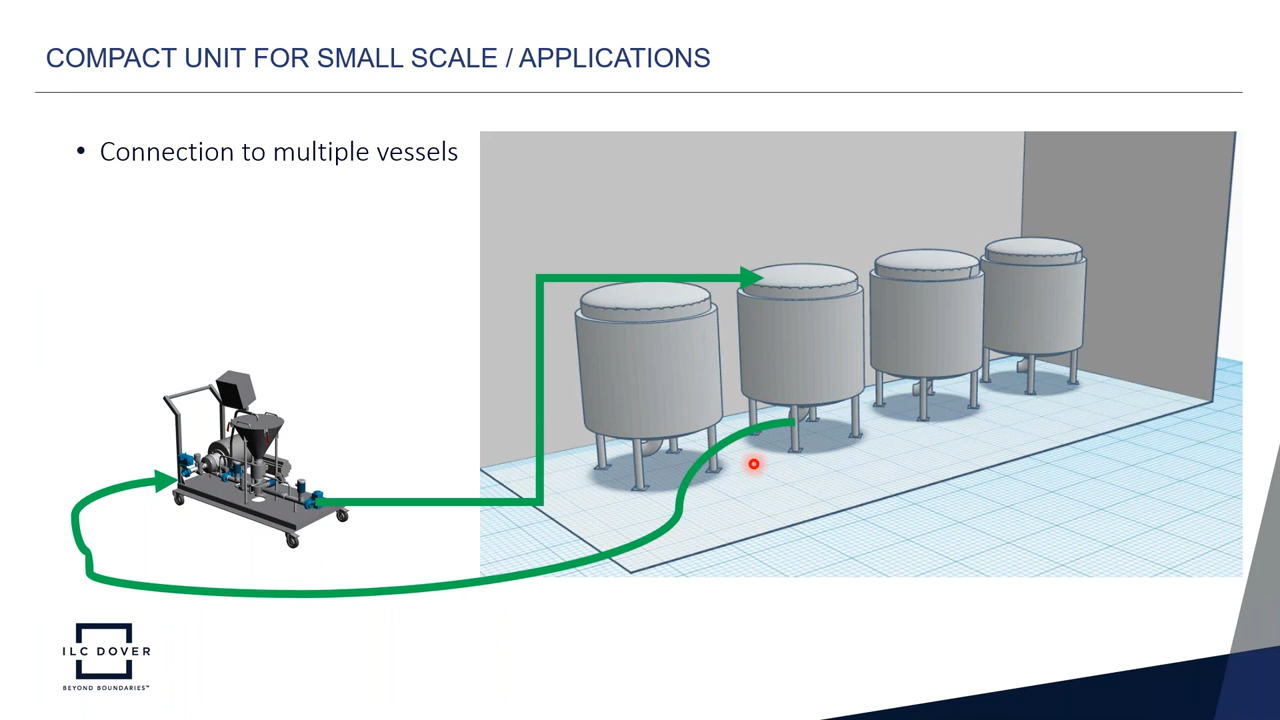 COMPACT UNIT FOR SMALL SCALE / APPLICATIONS
• Connection to multiple vessels
ILC DOVER
BEYOND BOUNDARIES™